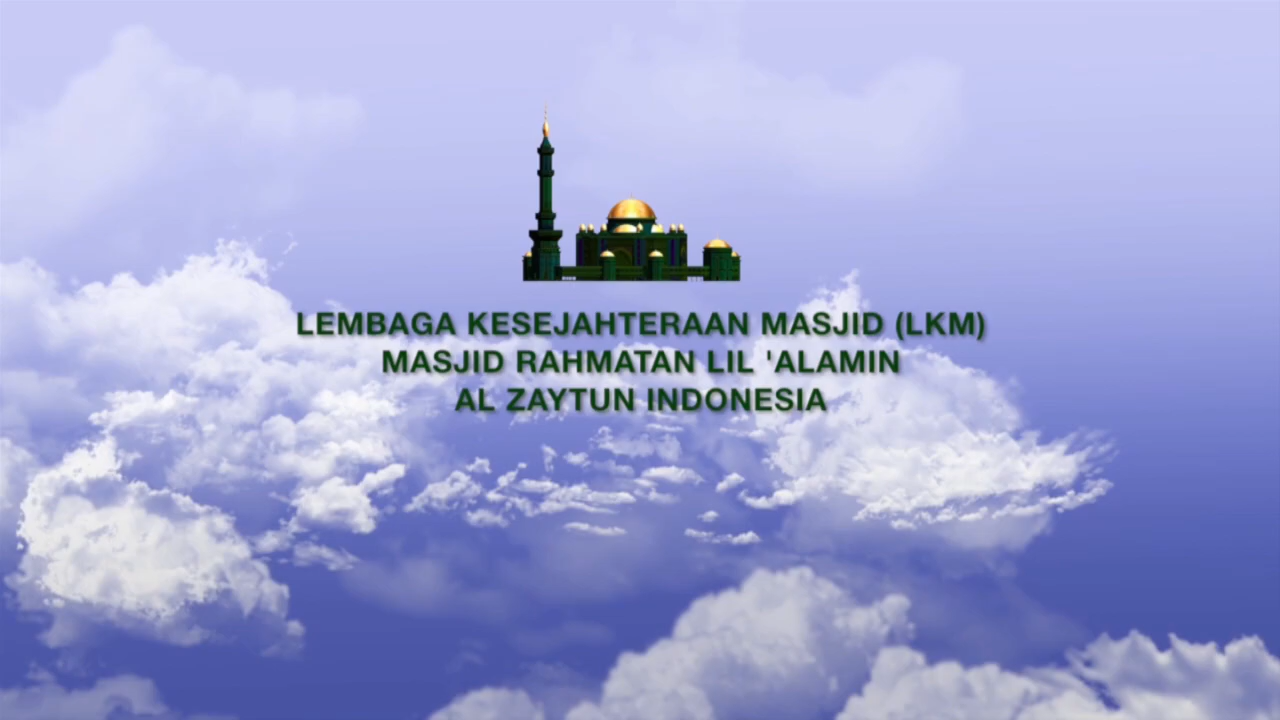 LEMBAGA KESEJAHTERAAN MASJID (LKM)
MASJID RAHMATAN LIL 'ALAMIN
AL ZAYTUN INDONESIA